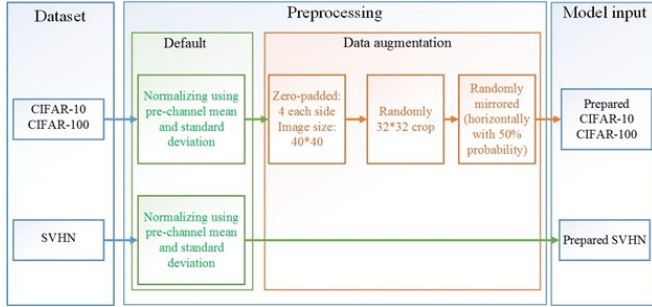 Dataset
Preprocessing
Model input
Default
Data augmentation
CIFAR-10
CIFAR-100
Normalizing using
pre-channel mean
and standard
deviation
Zero-padded:
4 each side
Image size:
40*40
Randomly
32*32 crop
Randomly
mirrored
(horizontally
with 50%
probability)
Prepared
CIFAR-10
CIFAR-100
SVHN
Normalizing using
pre-channel mean
and standard
deviation
Prepared SVHN